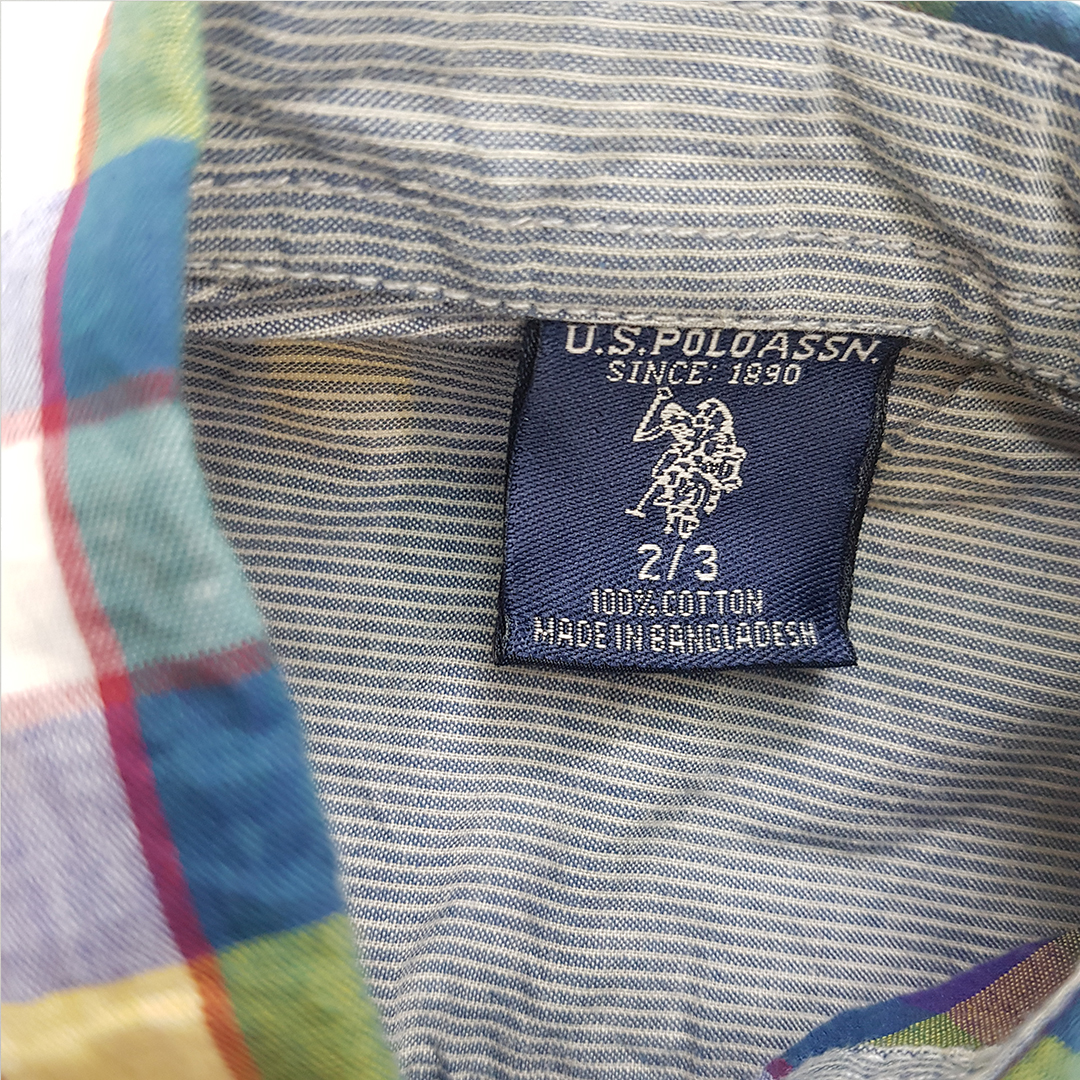 U.S. POLO ASSN.
SINCE: 1890
2/3
100% COTTON
MADE IN BANGLADESH